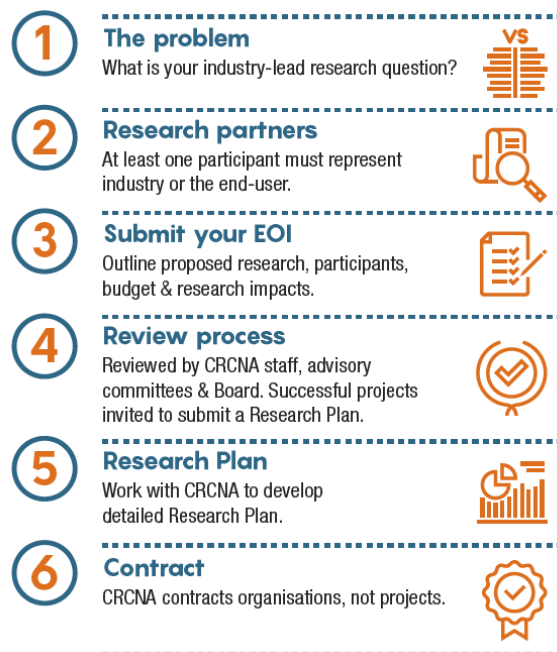 1
The problem
VS
What is your industry-lead research question?
2
Research partners
At least one participant must represent
industry or the end-user.
3
Submit your EOI
Outline proposed research, participants,
budget & research impacts.
4
Review process
Reviewed by CRCNA staff, advisory
committees & Board. Successful projects
invited to submit a Research Plan.
5
Research Plan
Work with CRCNA to develop
detailed Research Plan.
6
Contract
CRCNA contracts organisations, not projects.